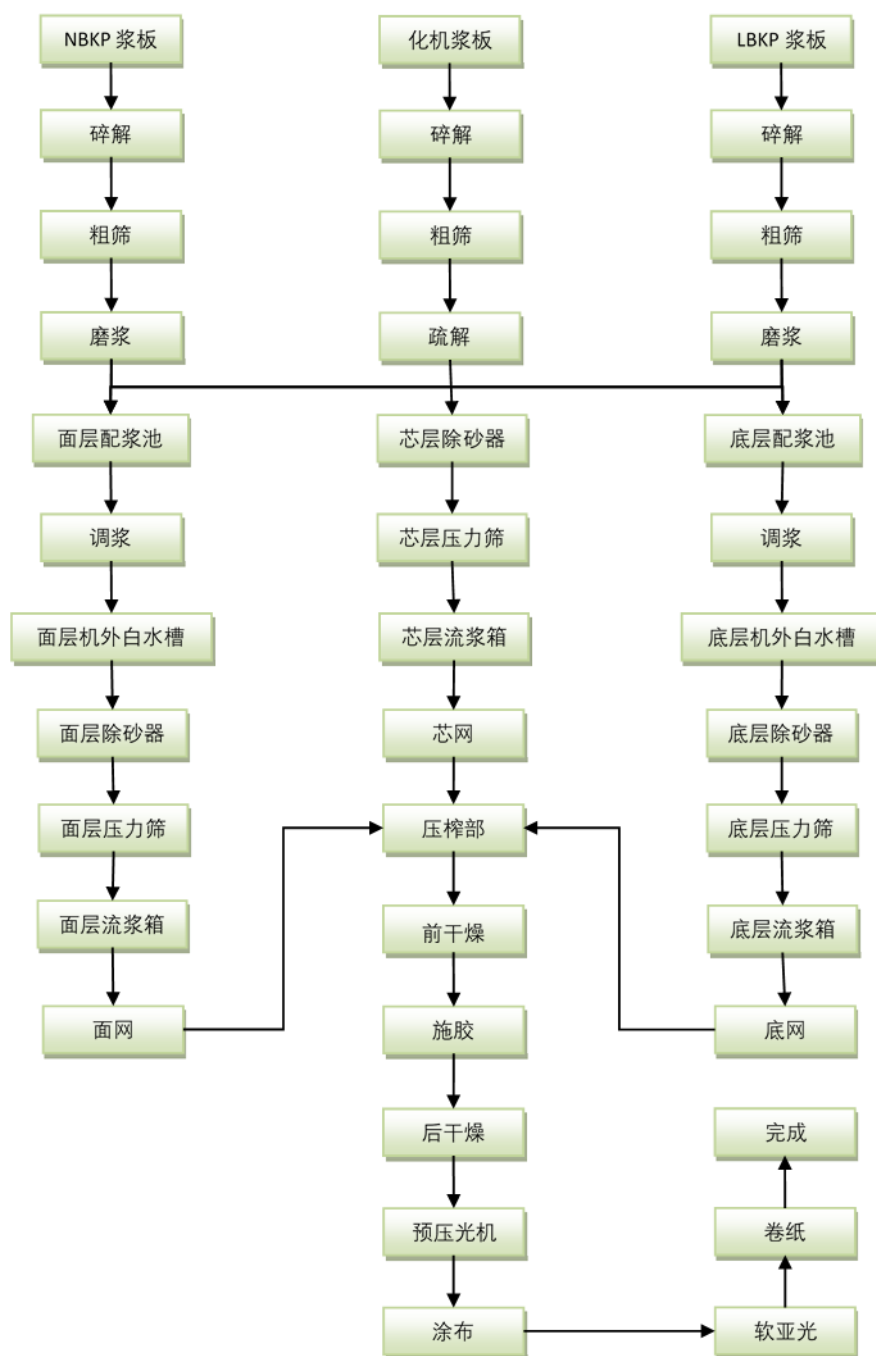 NBKP 浆板
化机浆板
LBKP 浆板
碎解
碎解
碎解
粗筛
粗筛
粗筛
磨浆
疏解
磨浆
面层配浆池
芯层除砂器
底层配浆池
调浆
芯层压力筛
调浆
面层机外白水槽
芯层流浆箱
底层机外白水槽
面层除砂器
芯网
底层除砂器
面层压力筛
压榨部
底层压力筛
面层流浆箱
前干燥
底层流浆箱
面网
施胶
底网
后干燥
完成
预压光机
卷纸
涂布
软亚光